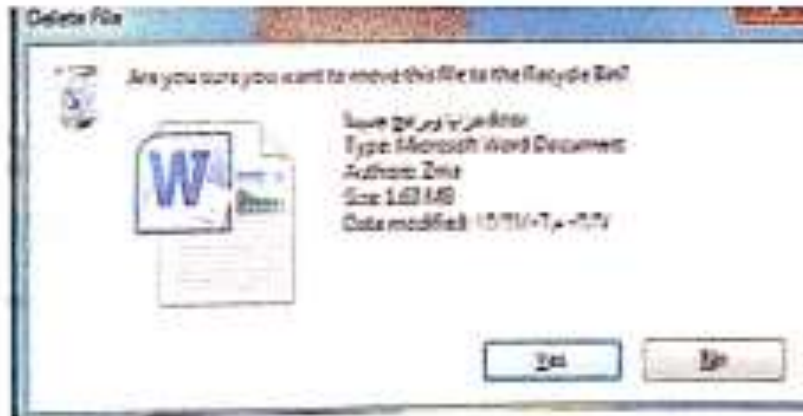 Delete File
Are you sure you want to move this file to the Recycle Bin?
Type: Microsoft Word Document
Authors:
Size: 1.63 MB
Date modified:
Yes
No